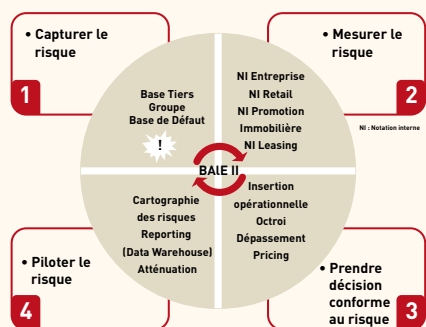 • Capturer le
risque
1
• Mesurer le
risque
2
NI : Notation interne
Base Tiers
Groupe
Base de Défaut
!
NI Entreprise
NI Retail
NI Promotion
Immobilière
NI Leasing
BAlE II
Cartographie
des risques
Reporting
(Data Warehouse)
Atténuation
Insertion
opérationnelle
Octroi
Dépassement
Pricing
• Piloter le
risque
4
• Prendre
décision
conforme
au risque
3